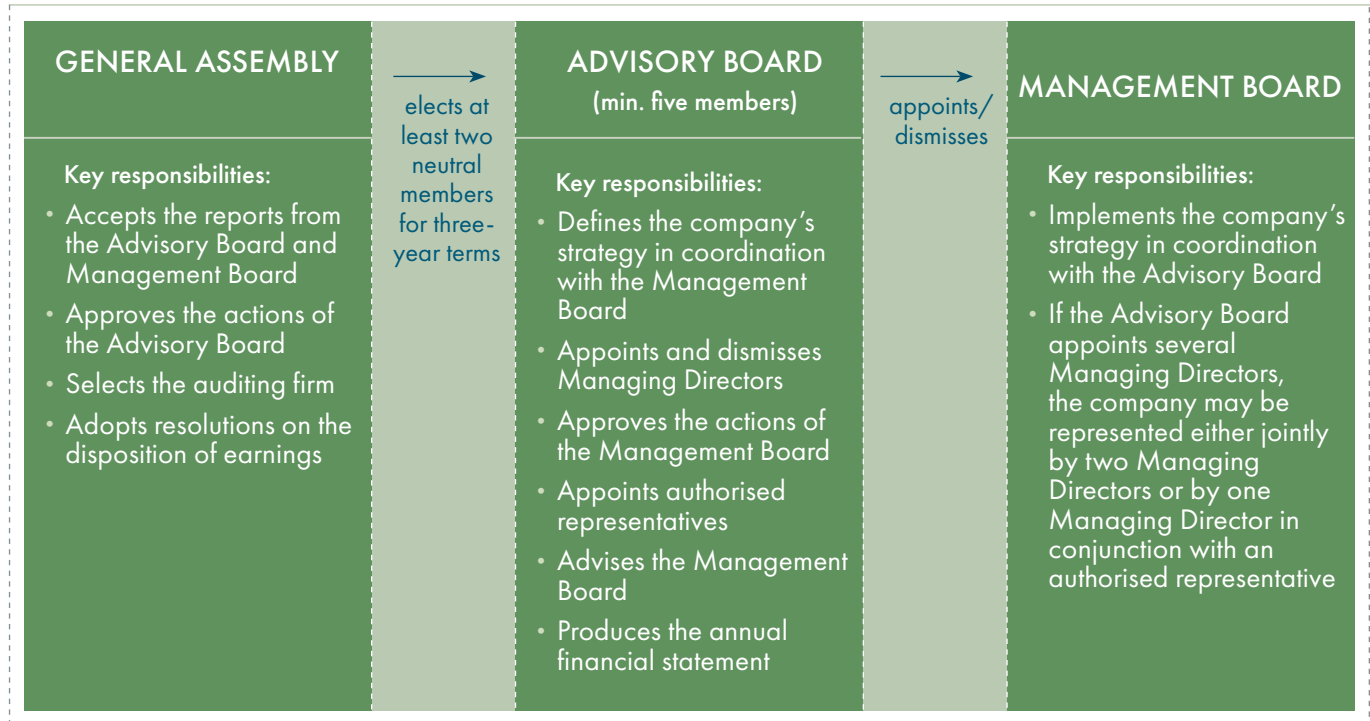 GENERAL ASSEMBLY
Key responsibilities:
• Accepts the reports from
the Advisory Board and
Management Board
• Approves the actions of
the Advisory Board
• Selects the auditing firm
• Adopts resolutions on the
disposition of earnings
elects at
least two
neutral
members
for three-
year terms
ADVISORY BOARD
(min. five members)
Key responsibilities:
• Defines the company’s
strategy in coordination
with the Management
Board
• Appoints and dismisses
Managing Directors
• Approves the actions of
the Management Board
• Appoints authorised
representatives
• Advises the Management
Board
• Produces the annual
financial statement
appoints/
dismisses
MANAGEMENT BOARD
Key responsibilities:
• Implements the company’s
strategy in coordination
with the Advisory Board
• If the Advisory Board
appoints several
Managing Directors,
the company may be
represented either jointly
by two Managing
Directors or by one
Managing Director in
conjunction with an
authorised representative